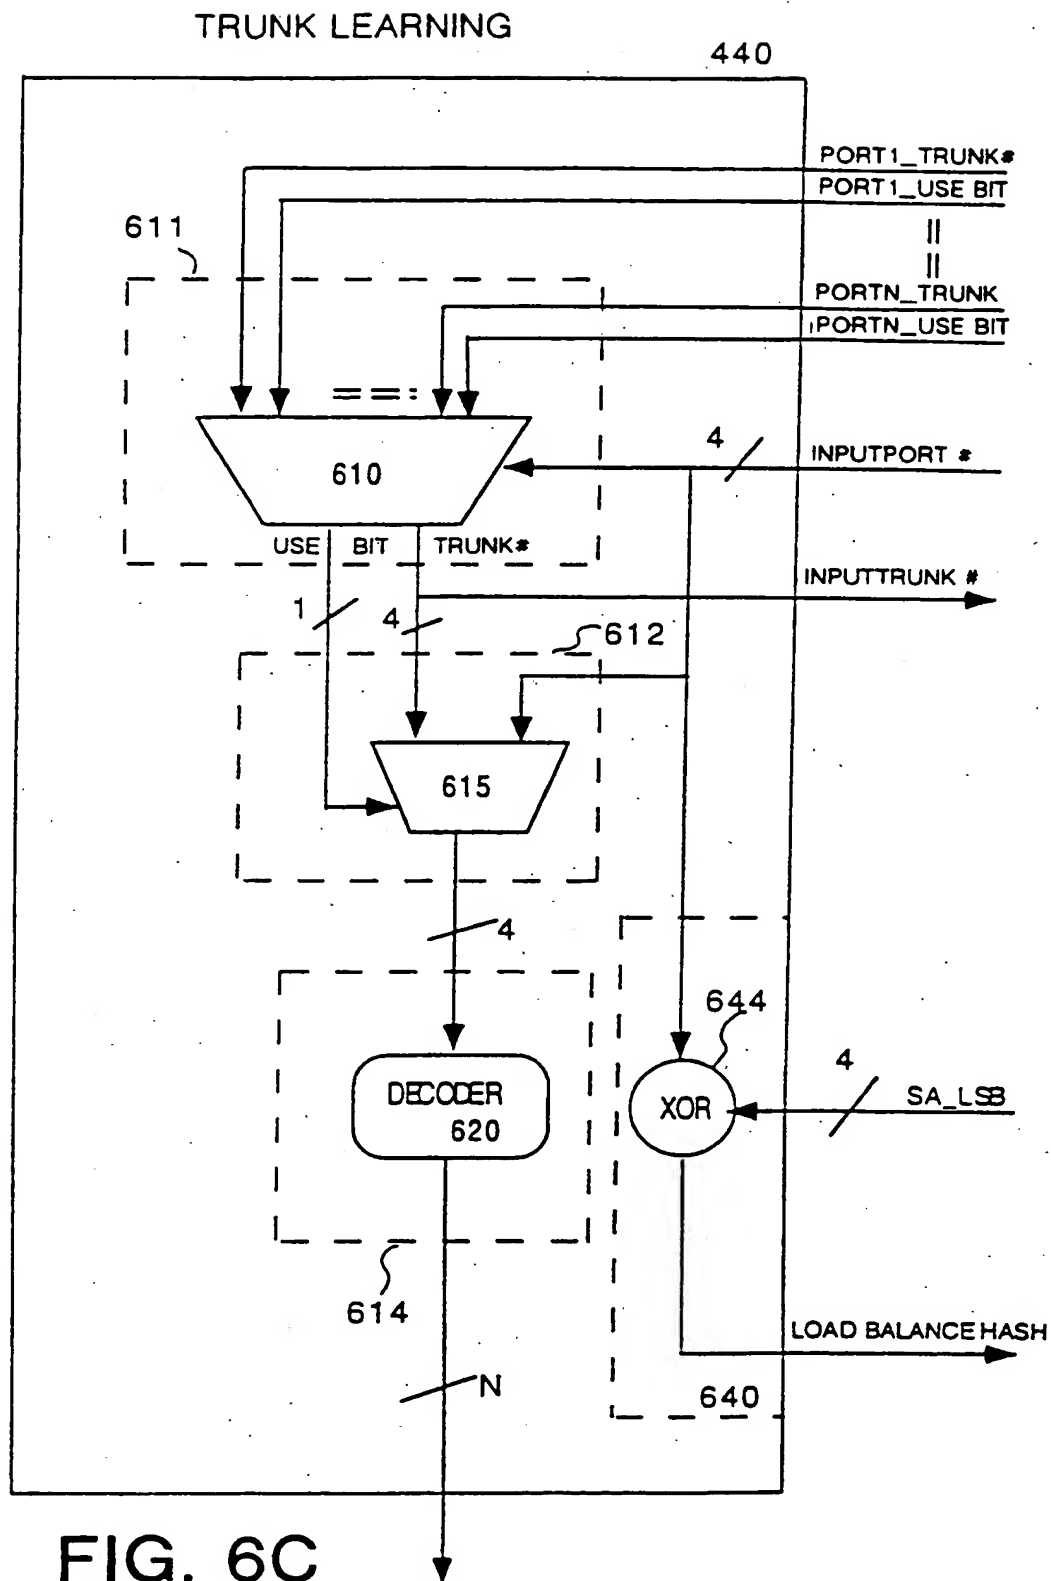 TRUNK LEARNING
440
PORT1_TRUNK#
PORT1_USE BIT
611
PORTN_TRUNK
PORTN_USE BIT
4
INPUTPORT #
610
USE BIT TRUNK#
INPUTTRUNK #
1
4
612
615
4
644
4
DECODER
620
XOR
SA_LSB
614
LOAD BALANCE HASH
N
640
FIG. 6C